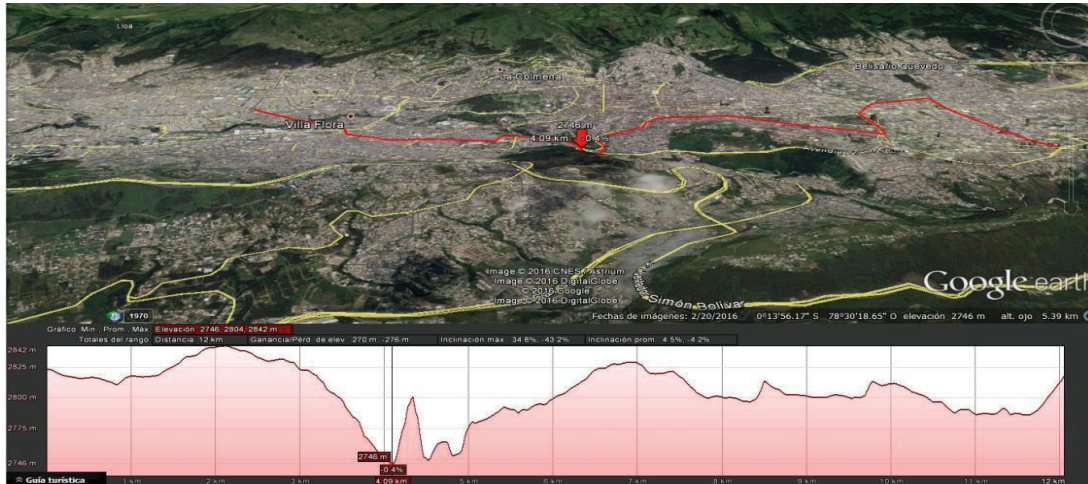 Lloa
La Colmena
Belisario Quevedo
Villa Flora
2746 m
4.09 km -0.4%
Image © 2016 CNES / Astrium
Image © 2016 DigitalGlobe
© 2016 Google
Image © 2016 DigitalGlobe
Google earth
Simón Bolívar
1970
Fechas de imágenes: 2/20/2016 0°13'56.17" S 78°30'18.65" O elevación 2746 m alt. ojo 5.39 km
Gráfico Mín., Prom., Máx. Elevación: 2746, 2804, 2842 m
Totales del rango: Distancia: 12 km Ganancia/Pérd. de elev.: 270 m, -276 m Inclinación máx: 34.8%, -43.2% Inclinación prom: 4.5%, -4.2%
2842 m
2825 m
2800 m
2775 m
2746 m
2746 m
-0.4%
Guía turística
1 km 2 km 3 km 4.09 km 5 km 6 km 7 km 8 km 9 km 10 km 11 km 12 km